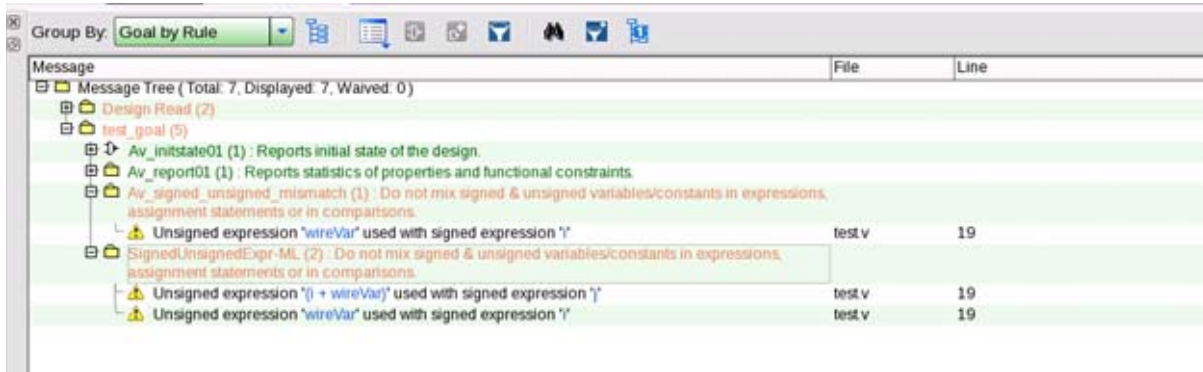 Group By: Goal by Rule
Message File Line
Message Tree ( Total: 7, Displayed: 7, Waived: 0 )
Design Read (2)
test_goal (5)
Av_initstate01 (1) : Reports initial state of the design.
Av_report01 (1) : Reports statistics of properties and functional constraints.
Av_signed_unsigned_mismatch (1) : Do not mix signed & unsigned variables/constants in expressions,
assignment statements or in comparisons.
Unsigned expression "wireVar" used with signed expression "i" test.v 19
SignedUnsignedExpr-ML (2) : Do not mix signed & unsigned variables/constants in expressions,
assignment statements or in comparisons.
Unsigned expression "(i + wireVar)" used with signed expression "j" test.v 19
Unsigned expression "wireVar" used with signed expression "i" test.v 19